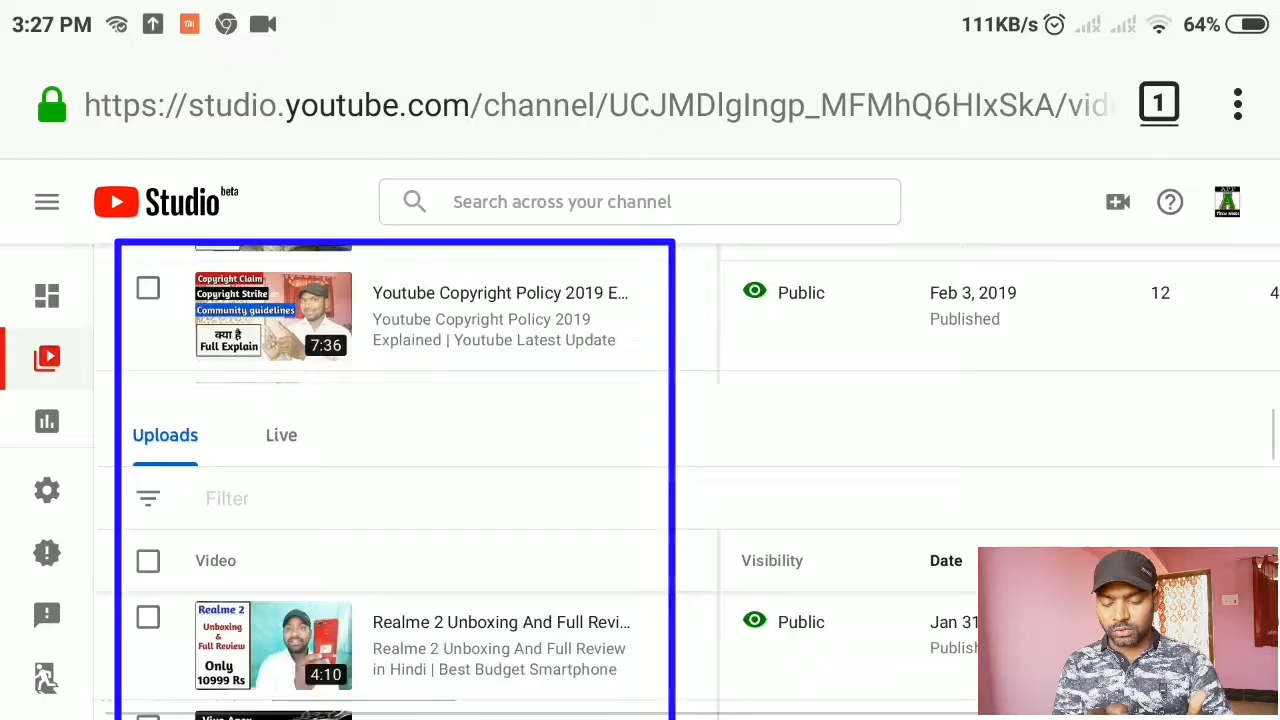 3:27 PM
111KB/s
64%
https://studio.youtube.com/channel/UCJMDlgIngp_MFMhQ6HIxSkA/vid
1
Studio beta
Search across your channel
Copyright Claim
Copyright Strike
Community guidelines
क्या है
Full Explain
7:36
Youtube Copyright Policy 2019 E...
Youtube Copyright Policy 2019
Explained | Youtube Latest Update
Public
Feb 3, 2019
Published
12
4
Uploads
Live
Filter
Video
Visibility
Date
Realme 2
Unboxing
&
Full Review
Only
10999 Rs
4:10
Realme 2 Unboxing And Full Revi...
Realme 2 Unboxing And Full Review
in Hindi | Best Budget Smartphone
Public
Jan 31
Publish